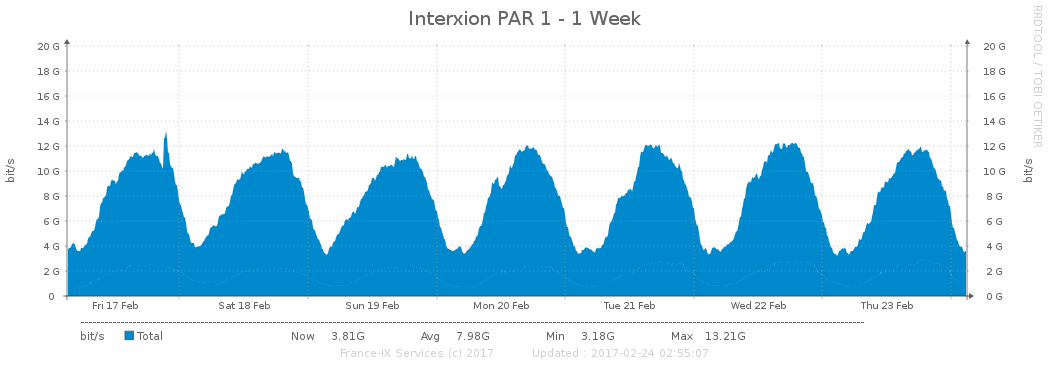 Interxion PAR 1 - 1 Week
RRDTOOL / TOBI OETIKER
bit/s
20 G 20 G
18 G 18 G
16 G 16 G
14 G 14 G
12 G 12 G
10 G 10 G
8 G 8 G
6 G 6 G
4 G 4 G
2 G 2 G
0 0 G
bit/s
Fri 17 Feb Sat 18 Feb Sun 19 Feb Mon 20 Feb Tue 21 Feb Wed 22 Feb Thu 23 Feb
bit/s Total Now 3.81G Avg 7.98G Min 3.18G Max 13.21G
France-IX Services (c) 2017 Updated : 2017-02-24 02:55:07